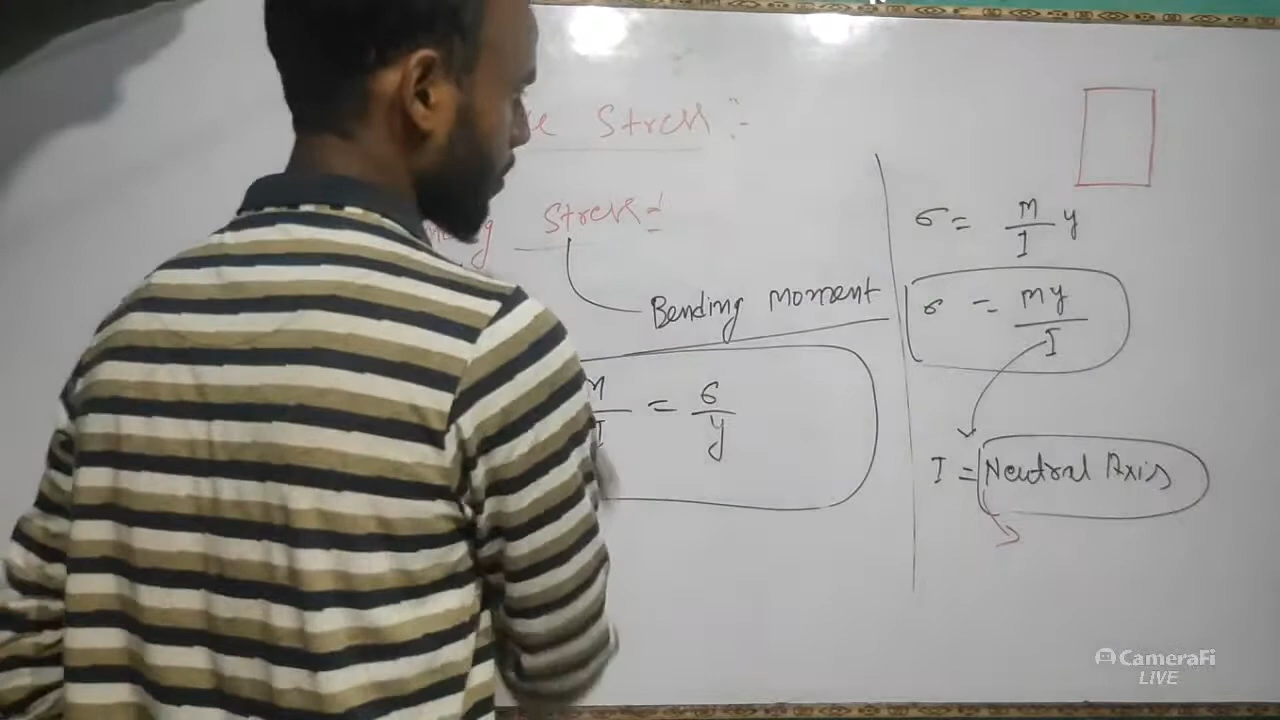 Stress :-
Stress :-
Bending Moment
M/I = σ/y
σ = M/I y
σ = My/I
I = Neutral Axis
CameraFi
LIVE